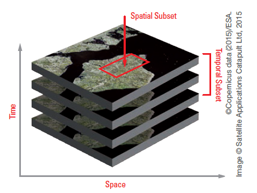 Spatial Subset
Temporal Subset
Time
Space
©Copernicus data (2015)/ESA.
Image © Satellite Applications Catapult Ltd, 2015